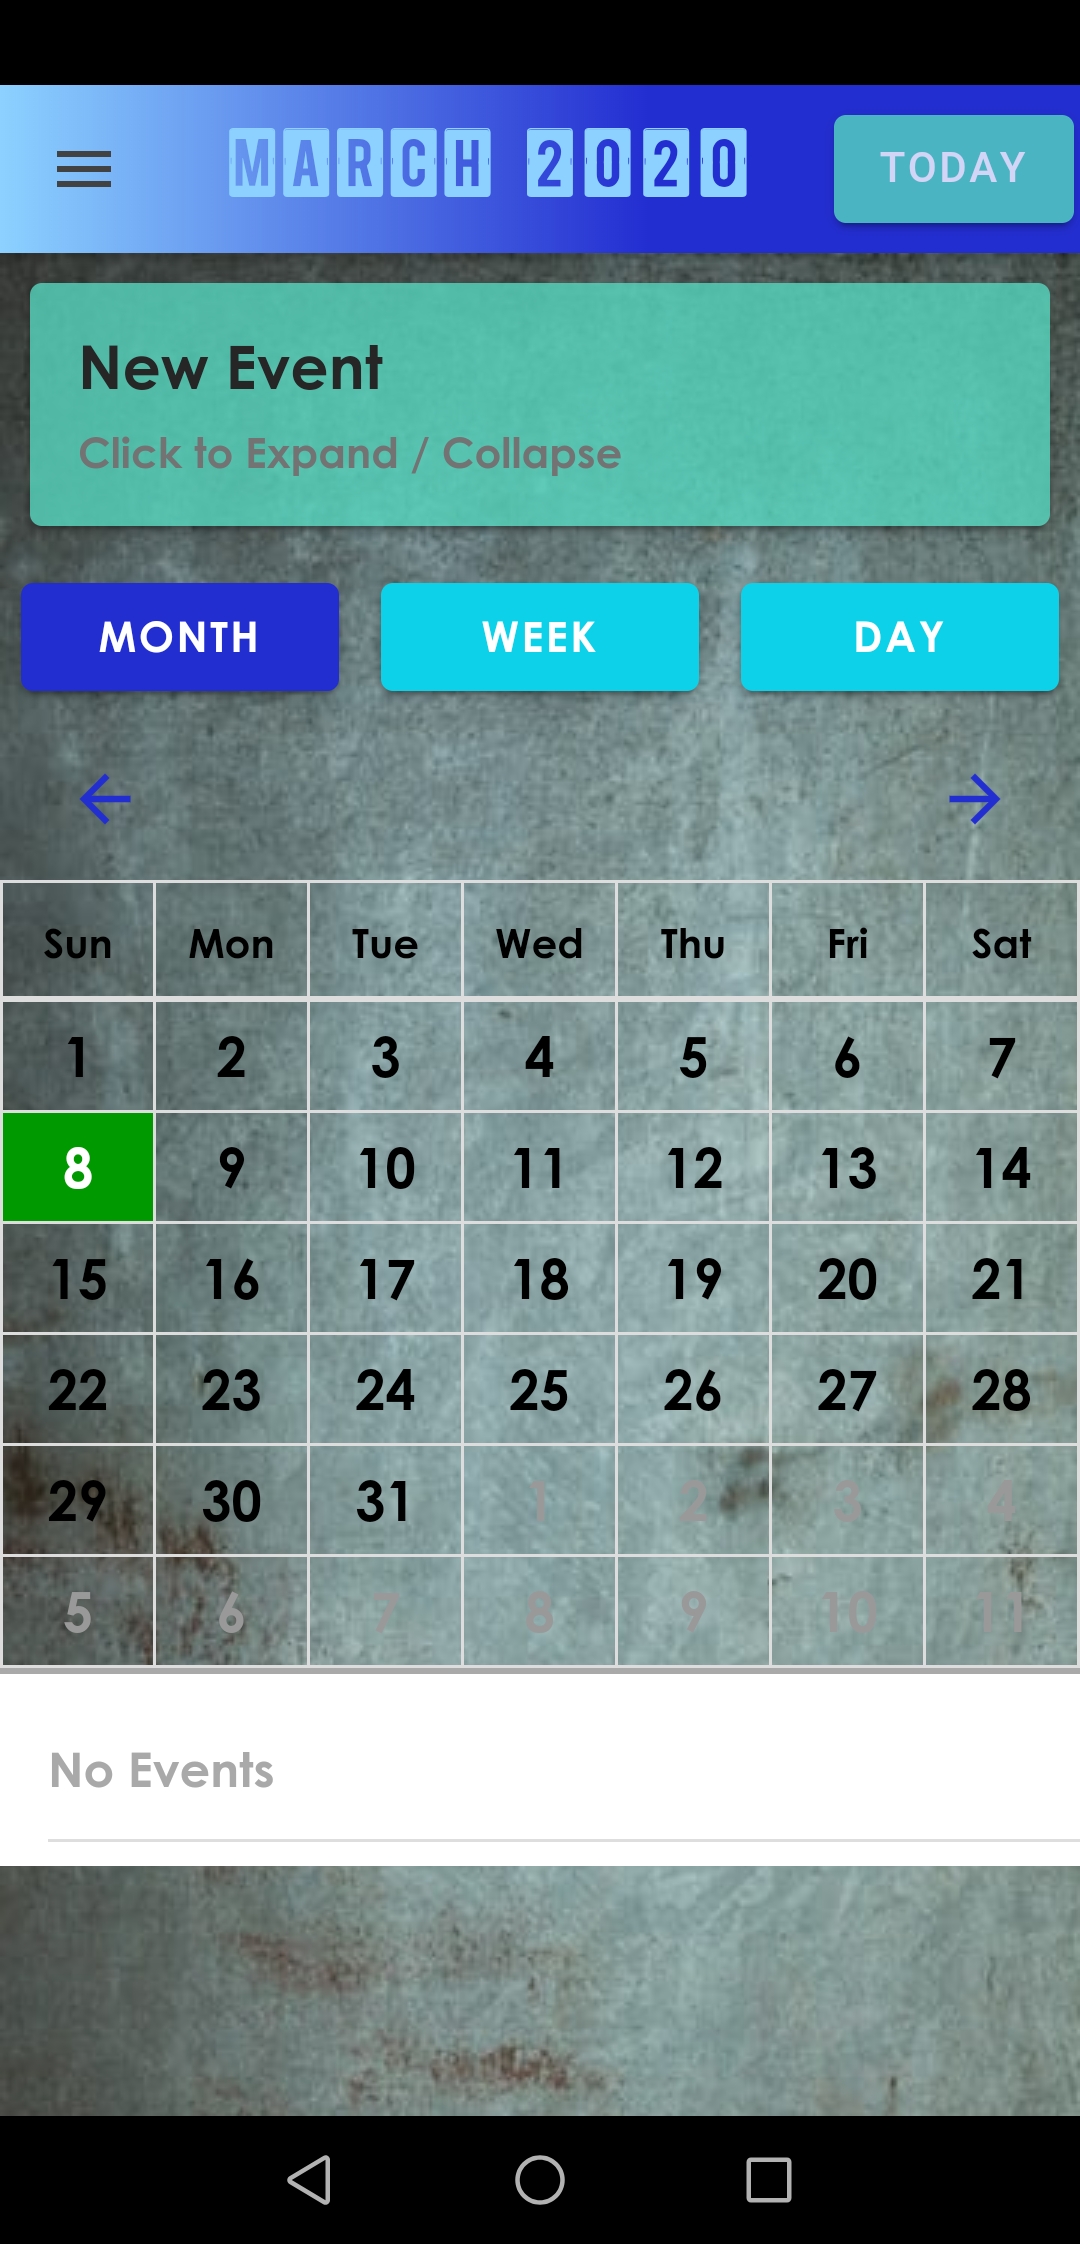 MARCH 2020 TODAY
New Event
Click to Expand / Collapse
MONTH WEEK DAY
Sun Mon Tue Wed Thu Fri Sat
1 2 3 4 5 6 7
8 9 10 11 12 13 14
15 16 17 18 19 20 21
22 23 24 25 26 27 28
29 30 31 1 2 3 4
5 6 7 8 9 10 11
No Events